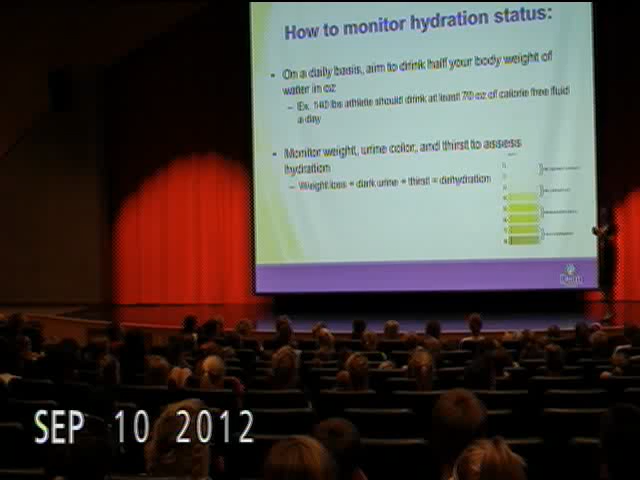 How to monitor hydration status:
• On a daily basis, aim to drink half your body weight of
water in oz
– Ex. 140 lbs athlete should drink at least 70 oz of calorie free fluid
a day
• Monitor weight, urine color, and thirst to assess
hydration
– Weight loss + dark urine + thirst = dehydration
SEP 10 2012